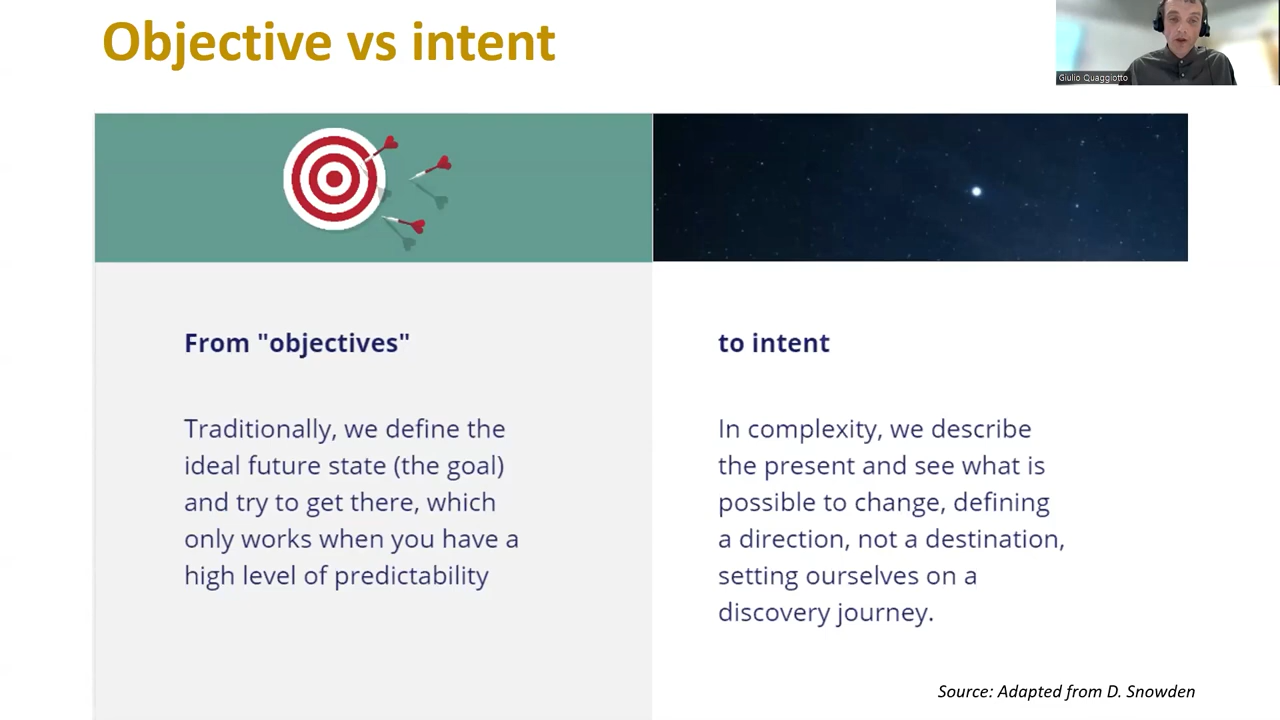 Objective vs intent
Giulio Quaggiotto
From "objectives"
Traditionally, we define the
ideal future state (the goal)
and try to get there, which
only works when you have a
high level of predictability
to intent
In complexity, we describe
the present and see what is
possible to change, defining
a direction, not a destination,
setting ourselves on a
discovery journey.
Source: Adapted from D. Snowden